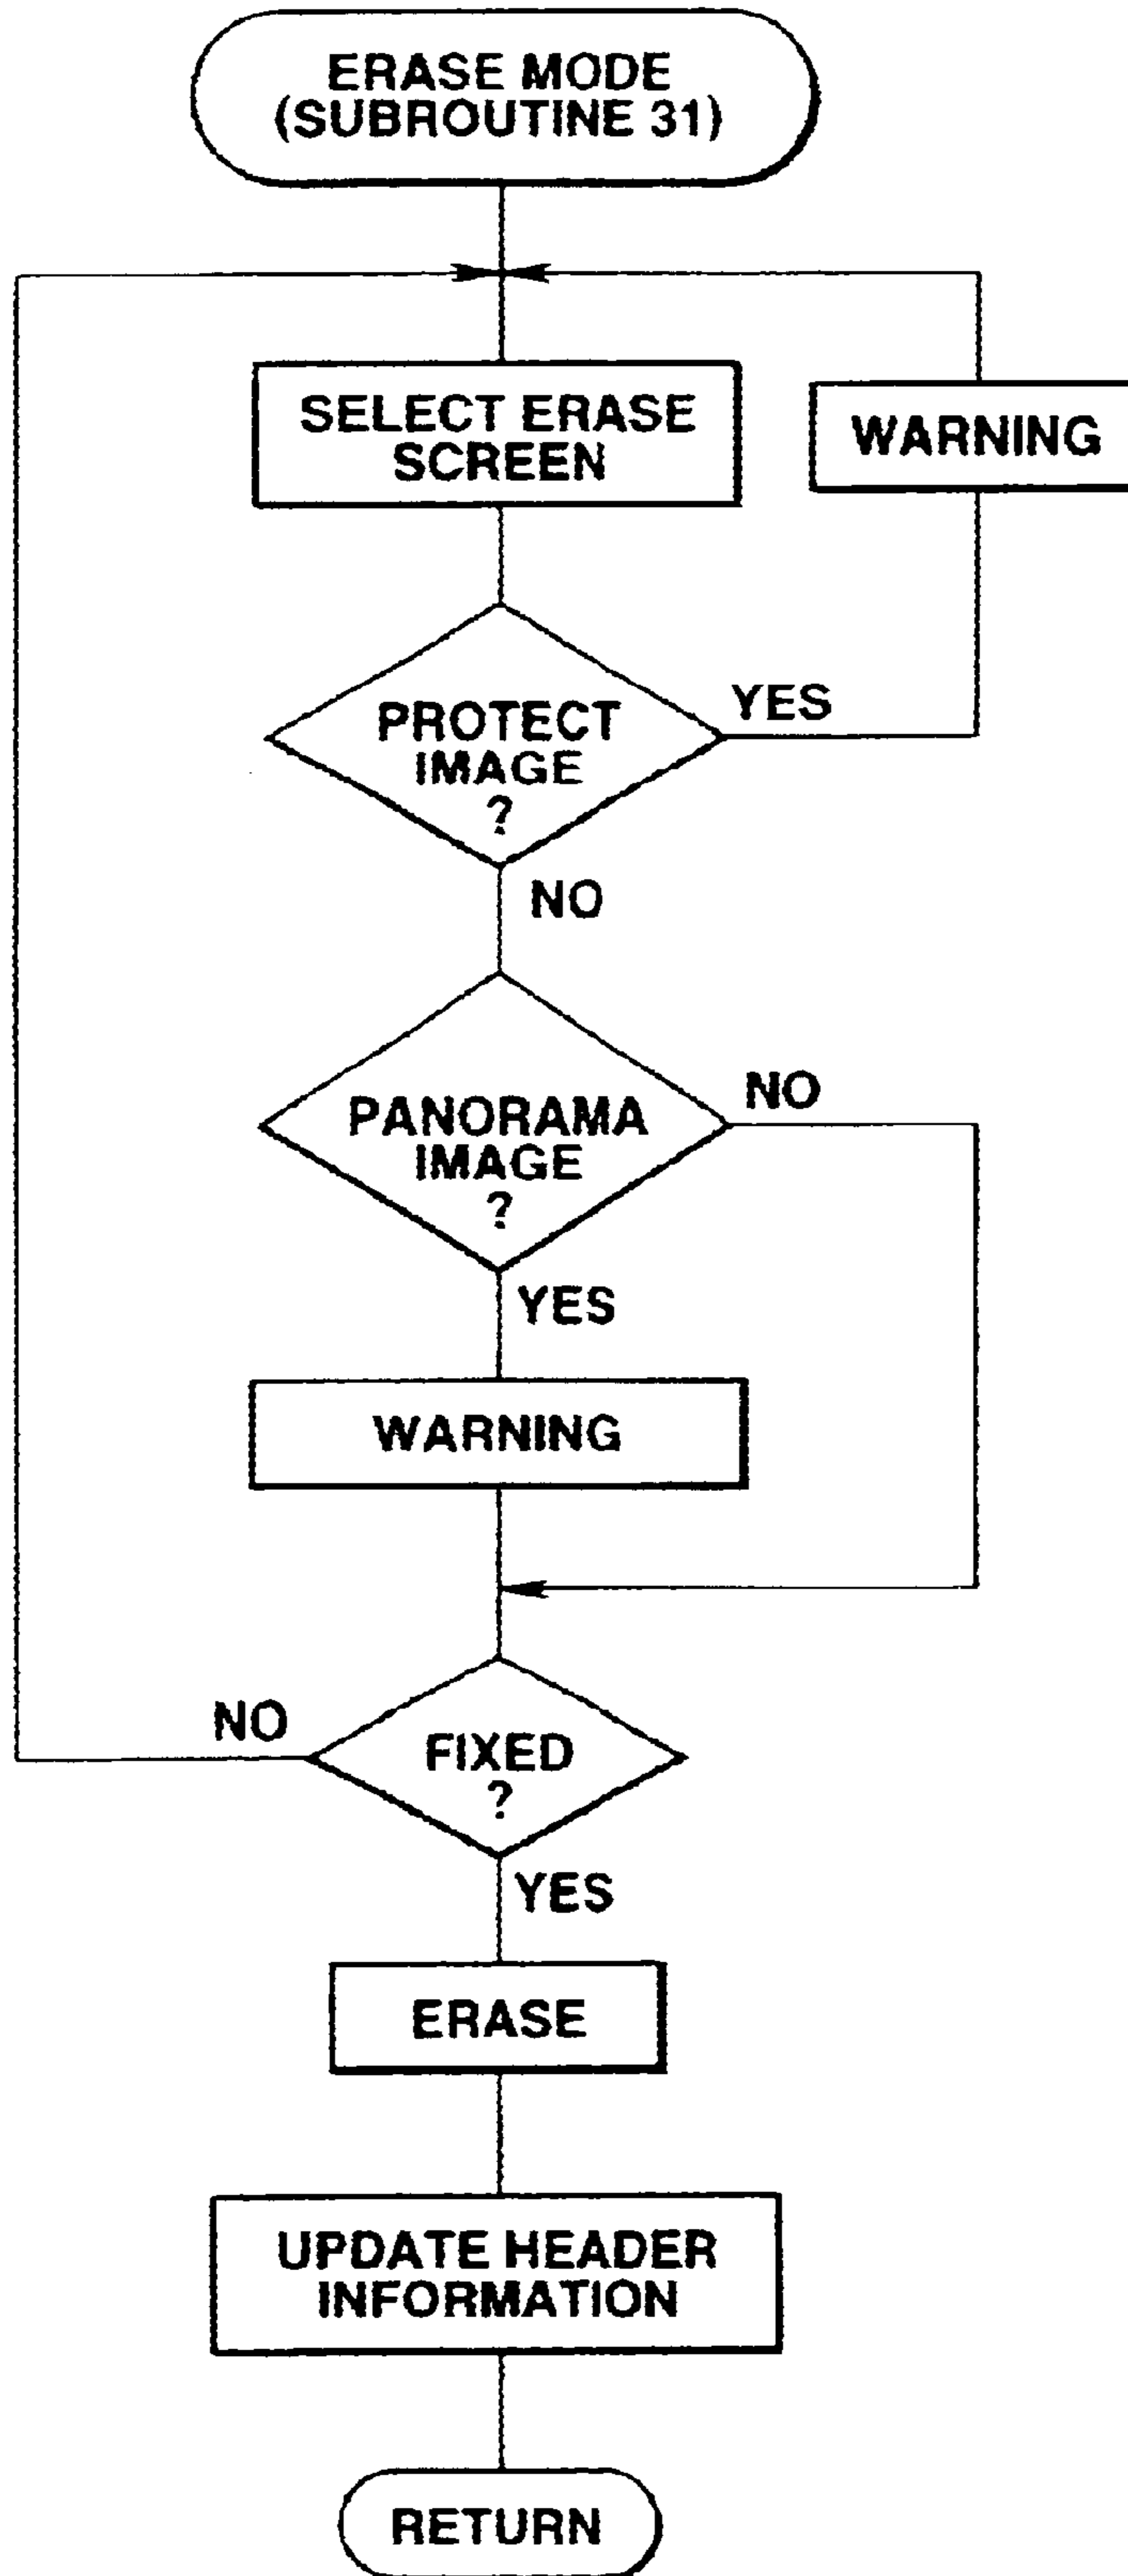 ERASE MODE
(SUBROUTINE 31)
SELECT ERASE
SCREEN
WARNING
PROTECT
IMAGE
?
YES
NO
PANORAMA
IMAGE
?
NO
YES
WARNING
NO
FIXED
?
YES
ERASE
UPDATE HEADER
INFORMATION
RETURN